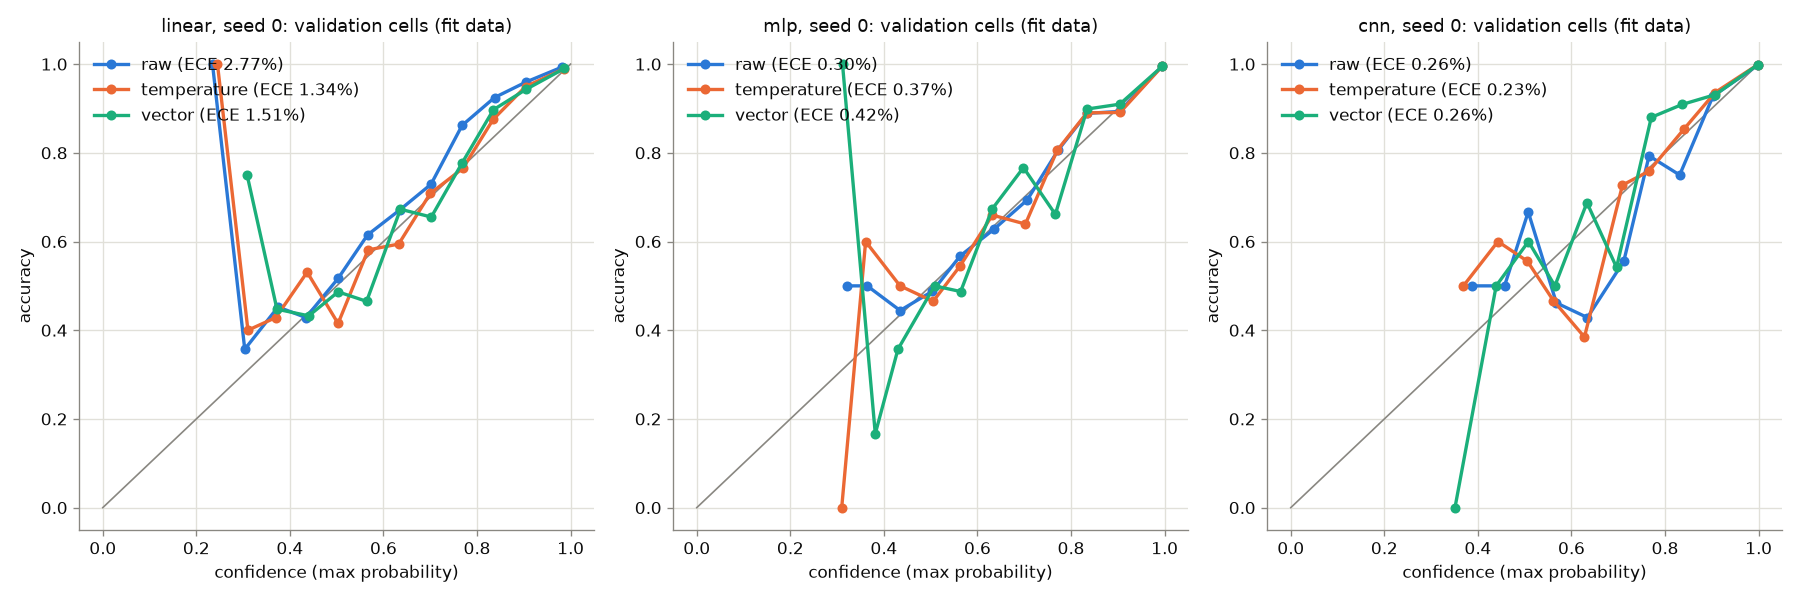 linear, seed 0: validation cells (fit data)
raw (ECE 2.77%)
temperature (ECE 1.34%)
vector (ECE 1.51%)
1.0
0.8
0.6
0.4
0.2
0.0
accuracy
0.0 0.2 0.4 0.6 0.8 1.0
confidence (max probability)
mlp, seed 0: validation cells (fit data)
raw (ECE 0.30%)
temperature (ECE 0.37%)
vector (ECE 0.42%)
1.0
0.8
0.6
0.4
0.2
0.0
accuracy
0.0 0.2 0.4 0.6 0.8 1.0
confidence (max probability)
cnn, seed 0: validation cells (fit data)
raw (ECE 0.26%)
temperature (ECE 0.23%)
vector (ECE 0.26%)
1.0
0.8
0.6
0.4
0.2
0.0
accuracy
0.0 0.2 0.4 0.6 0.8 1.0
confidence (max probability)